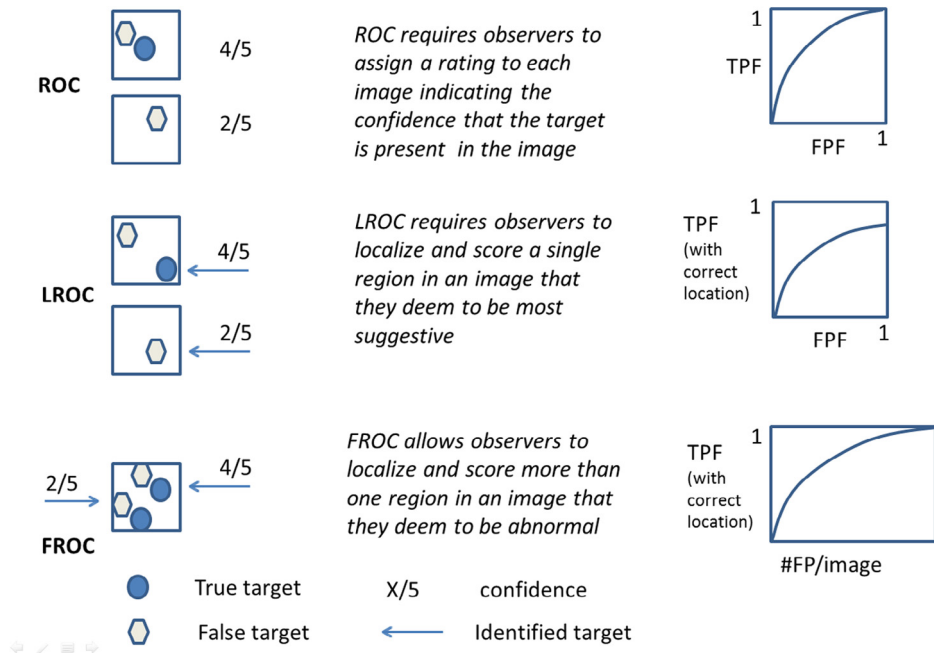 ROC
4/5
2/5
ROC requires observers to
assign a rating to each
image indicating the
confidence that the target
is present in the image
1
TPF
FPF
1
LROC
4/5
2/5
LROC requires observers to
localize and score a single
region in an image that
they deem to be most
suggestive
1
TPF
(with
correct
location)
FPF
1
FROC
2/5
4/5
FROC allows observers to
localize and score more than
one region in an image that
they deem to be abnormal
1
TPF
(with
correct
location)
#FP/image
True target
X/5
confidence
False target
Identified target